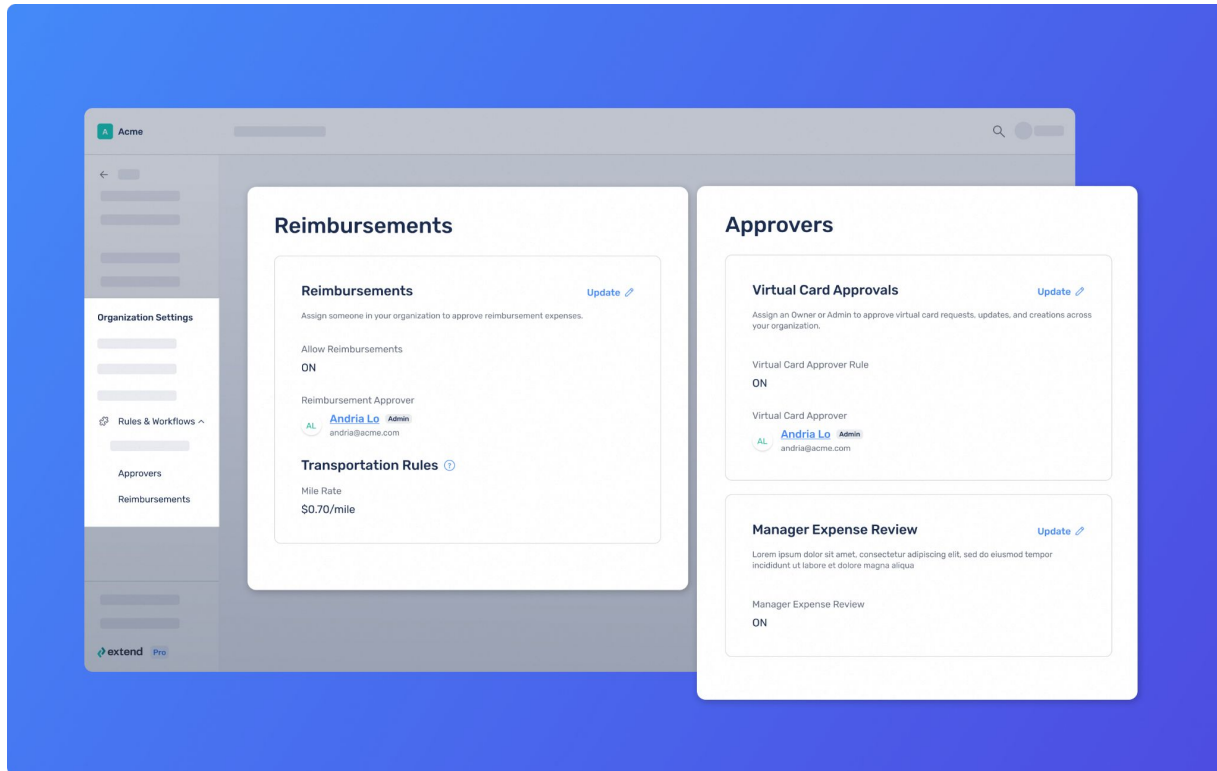 A Acme
Organization Settings
Rules & Workflows
Approvers
Reimbursements
extend Pro
Reimbursements
Reimbursements
Update
Assign someone in your organization to approve reimbursement expenses.
Allow Reimbursements
ON
Reimbursement Approver
AL
Andria Lo Admin
andria@acme.com
Transportation Rules ?
Mile Rate
$0.70/mile
Approvers
Virtual Card Approvals
Update
Assign an Owner or Admin to approve virtual card requests, updates, and creations across
your organization.
Virtual Card Approver Rule
ON
Virtual Card Approver
AL
Andria Lo Admin
andria@acme.com
Manager Expense Review
Update
Lorem ipsum dolor sit amet, consectetur adipiscing elit, sed do eiusmod tempor
incididunt ut labore et dolore magna aliqua
Manager Expense Review
ON